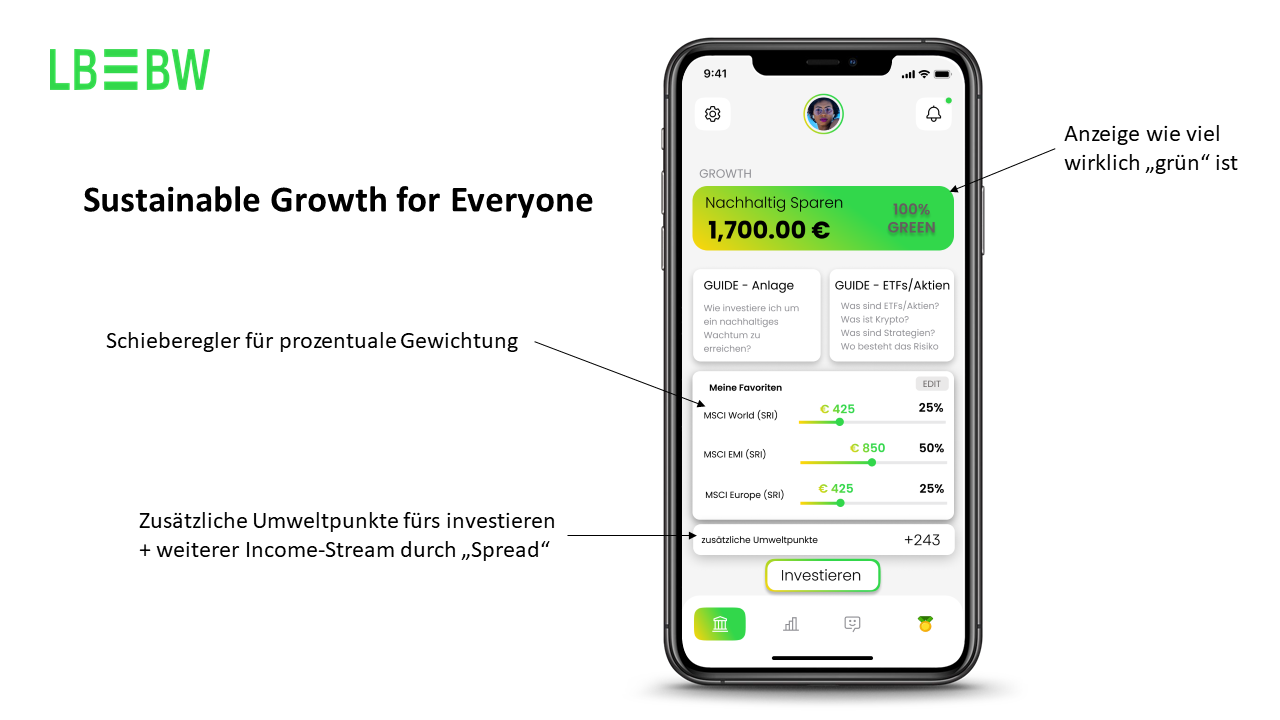 LBBW
Sustainable Growth for Everyone
Schieberegler für prozentuale Gewichtung
Zusätzliche Umweltpunkte fürs investieren
+ weiterer Income-Stream durch „Spread“
9:41
GROWTH
Nachhaltig Sparen
1,700.00 €
100%
GREEN
GUIDE - Anlage
Wie investiere ich um
ein nachhaltiges
Wachtum zu
erreichen?
GUIDE - ETFs/Aktien
Was sind ETFs/Aktien?
Was ist Krypto?
Was sind Strategien?
Wo besteht das Risiko
Meine Favoriten
EDIT
MSCI World (SRI)
€ 425
25%
MSCI EMI (SRI)
€ 850
50%
MSCI Europe (SRI)
€ 425
25%
zusätzliche Umweltpunkte
+243
Investieren
Anzeige wie viel
wirklich „grün“ ist